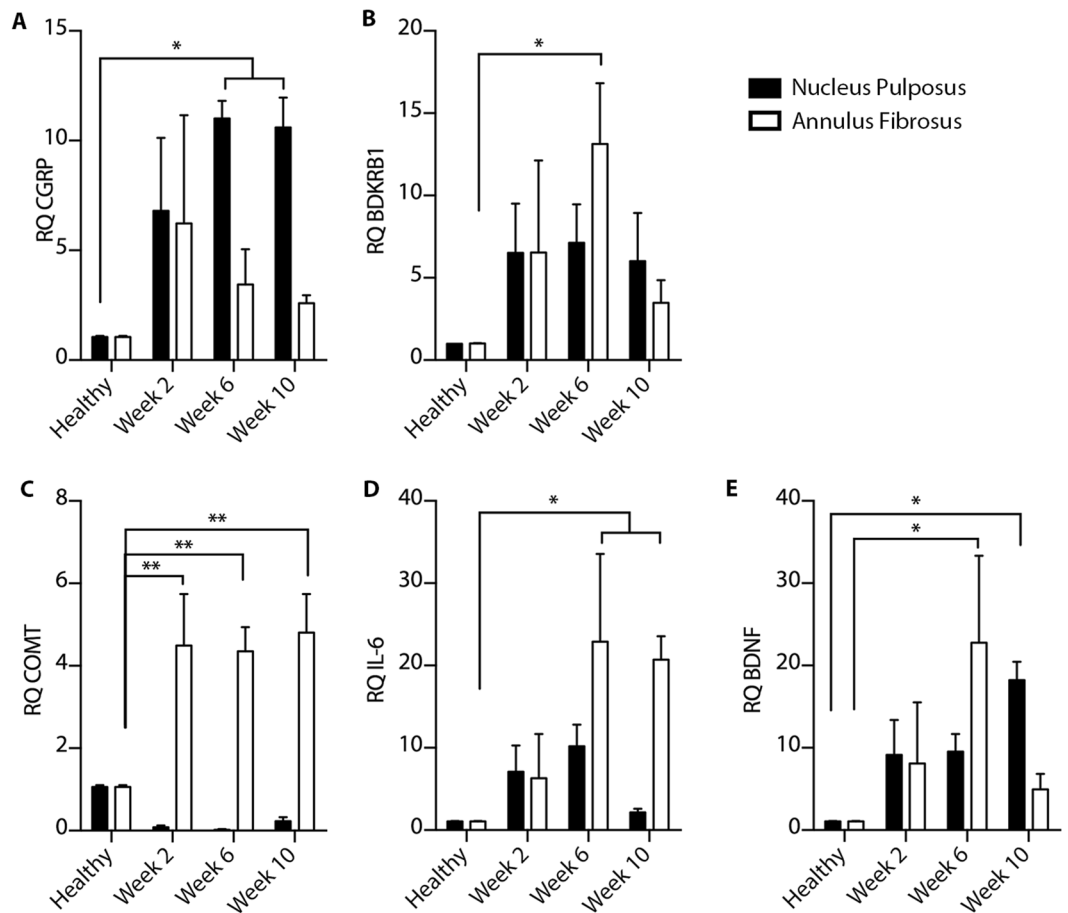 A
RQ CGRP
15
10
5
0
*
Healthy
Week 2
Week 6
Week 10
B
RQ BDKRB1
20
15
10
5
0
*
Healthy
Week 2
Week 6
Week 10
Nucleus Pulposus
Annulus Fibrosus
C
RQ COMT
8
6
4
2
0
**
**
**
Healthy
Week 2
Week 6
Week 10
D
RQ IL-6
40
30
20
10
0
*
Healthy
Week 2
Week 6
Week 10
E
RQ BDNF
40
30
20
10
0
*
*
Healthy
Week 2
Week 6
Week 10